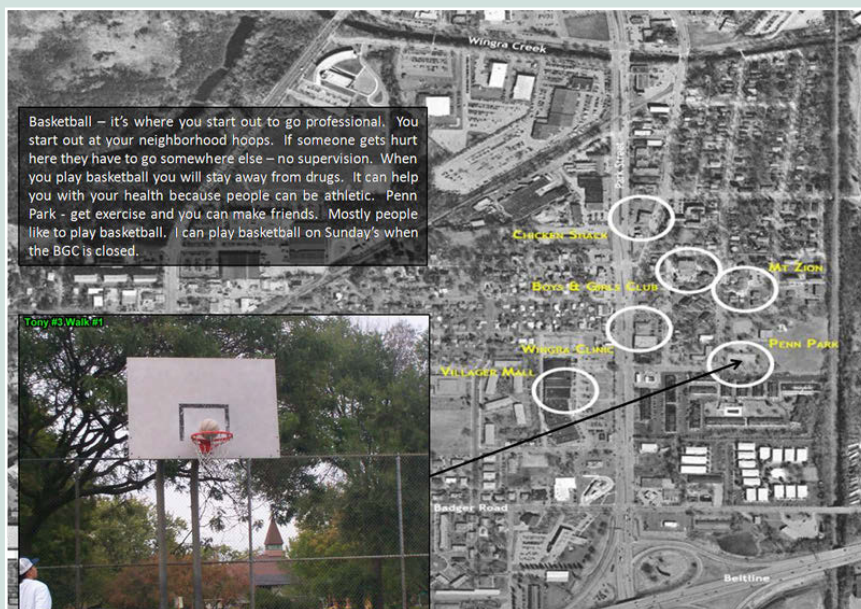 Wingra Creek
Basketball – it's where you start out to go professional. You
start out at your neighborhood hoops. If someone gets hurt
here they have to go somewhere else – no supervision. When
you play basketball you will stay away from drugs. It can help
you with your health because people can be athletic. Penn
Park - get exercise and you can make friends. Mostly people
like to play basketball. I can play basketball on Sunday's when
the BGC is closed.
Park Street
Chicken Shack
Mt Zion
Boys & Girls Club
Tony #3 Walk #1
Wingra Clinic
Penn Park
Villager Mall
Badger Road
Beltline